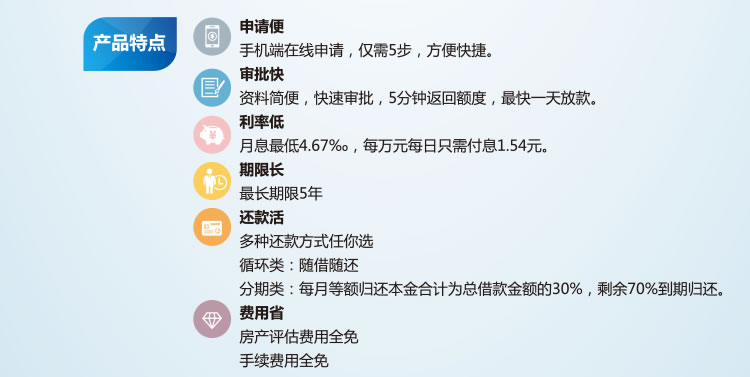 产品特点
申请便
手机端在线申请，仅需5步，方便快捷。
审批快
资料简便，快速审批，5分钟返回额度，最快一天放款。
利率低
月息最低4.67‰，每万元每日只需付息1.54元。
期限长
最长期限5年
还款活
多种还款方式任你选
循环类：随借随还
分期类：每月等额归还本金合计为总借款金额的30%，剩余70%到期归还。
费用省
房产评估费用全免
手续费用全免